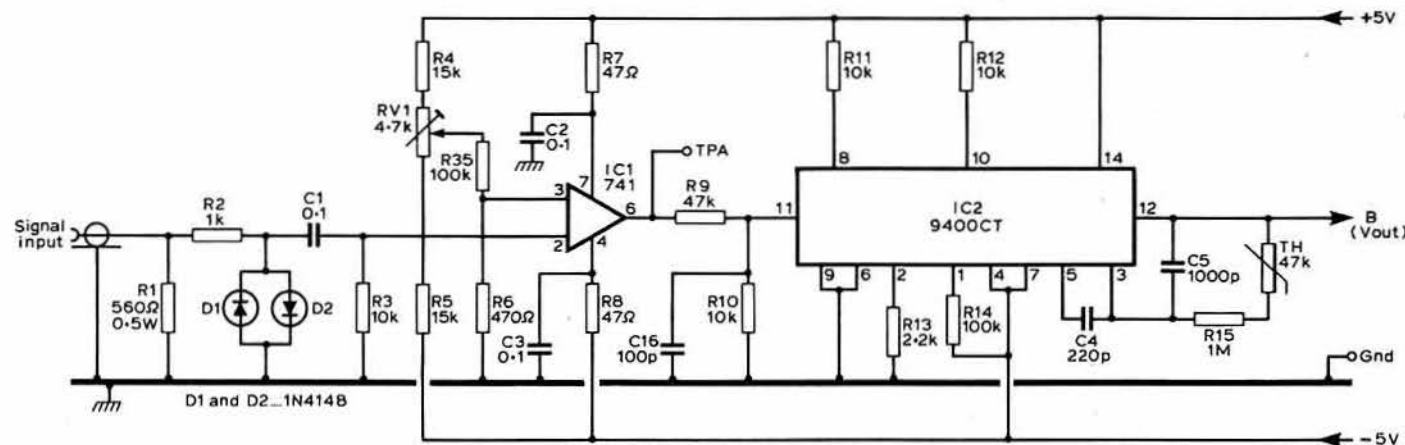 +5V
R4
15k
R7
47Ω
R11
10k
R12
10k
RV1
4·7k
C2
0·1
R35
100k
IC1
741
7
3
2
4
6
TPA
R9
47k
8
10
14
11
IC2
9400CT
12
9
6
2
1
4
7
5
3
B
(Vout)
Signal
input
R2
1k
C1
0·1
R1
560Ω
0·5W
D1
D2
R3
10k
R5
15k
R6
470Ω
C3
0·1
R8
47Ω
C16
100p
R10
10k
R13
2·2k
R14
100k
C4
220p
C5
1000p
TH
47k
R15
1M
Gnd
D1 and D2...1N4148
-5V